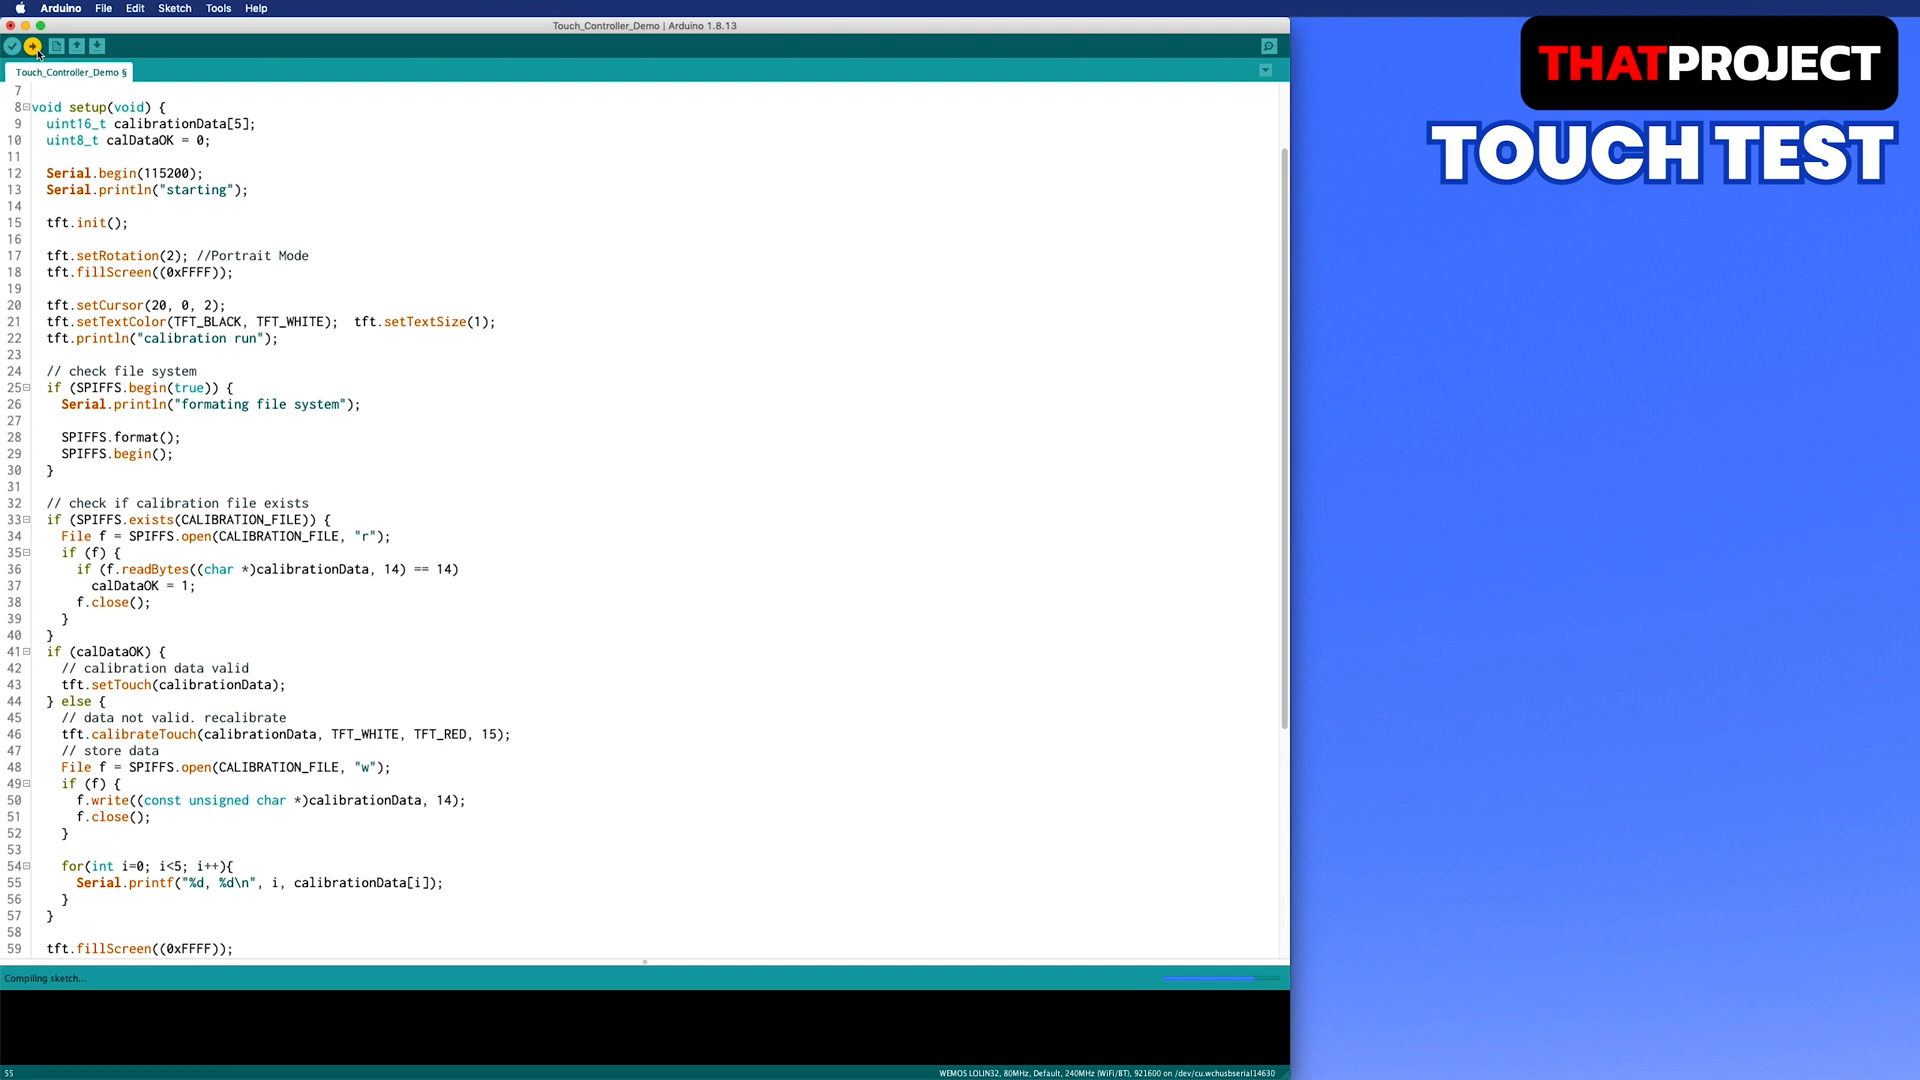 Arduino File Edit Sketch Tools Help
Touch_Controller_Demo | Arduino 1.8.13
THATPROJECT
TOUCH TEST
Touch_Controller_Demo §
7
8 void setup(void) {
9 uint16_t calibrationData[5];
10 uint8_t calDataOK = 0;
11
12 Serial.begin(115200);
13 Serial.println("starting");
14
15 tft.init();
16
17 tft.setRotation(2); //Portrait Mode
18 tft.fillScreen((0xFFFF));
19
20 tft.setCursor(20, 0, 2);
21 tft.setTextColor(TFT_BLACK, TFT_WHITE);  tft.setTextSize(1);
22 tft.println("calibration run");
23
24 // check file system
25 if (SPIFFS.begin(true)) {
26 Serial.println("formating file system");
27
28 SPIFFS.format();
29 SPIFFS.begin();
30 }
31
32 // check if calibration file exists
33 if (SPIFFS.exists(CALIBRATION_FILE)) {
34 File f = SPIFFS.open(CALIBRATION_FILE, "r");
35 if (f) {
36 if (f.readBytes((char *)calibrationData, 14) == 14)
37 calDataOK = 1;
38 f.close();
39 }
40 }
41 if (calDataOK) {
42 // calibration data valid
43 tft.setTouch(calibrationData);
44 } else {
45 // data not valid. recalibrate
46 tft.calibrateTouch(calibrationData, TFT_WHITE, TFT_RED, 15);
47 // store data
48 File f = SPIFFS.open(CALIBRATION_FILE, "w");
49 if (f) {
50 f.write((const unsigned char *)calibrationData, 14);
51 f.close();
52 }
53
54 for(int i=0; i<5; i++){
55 Serial.printf("%d, %d\n", i, calibrationData[i]);
56 }
57 }
58
59 tft.fillScreen((0xFFFF));
Compiling sketch...
55
WEMOS LOLIN32, 80MHz, Default, 240MHz (WiFi/BT), 921600 on /dev/cu.wchusbserial14630